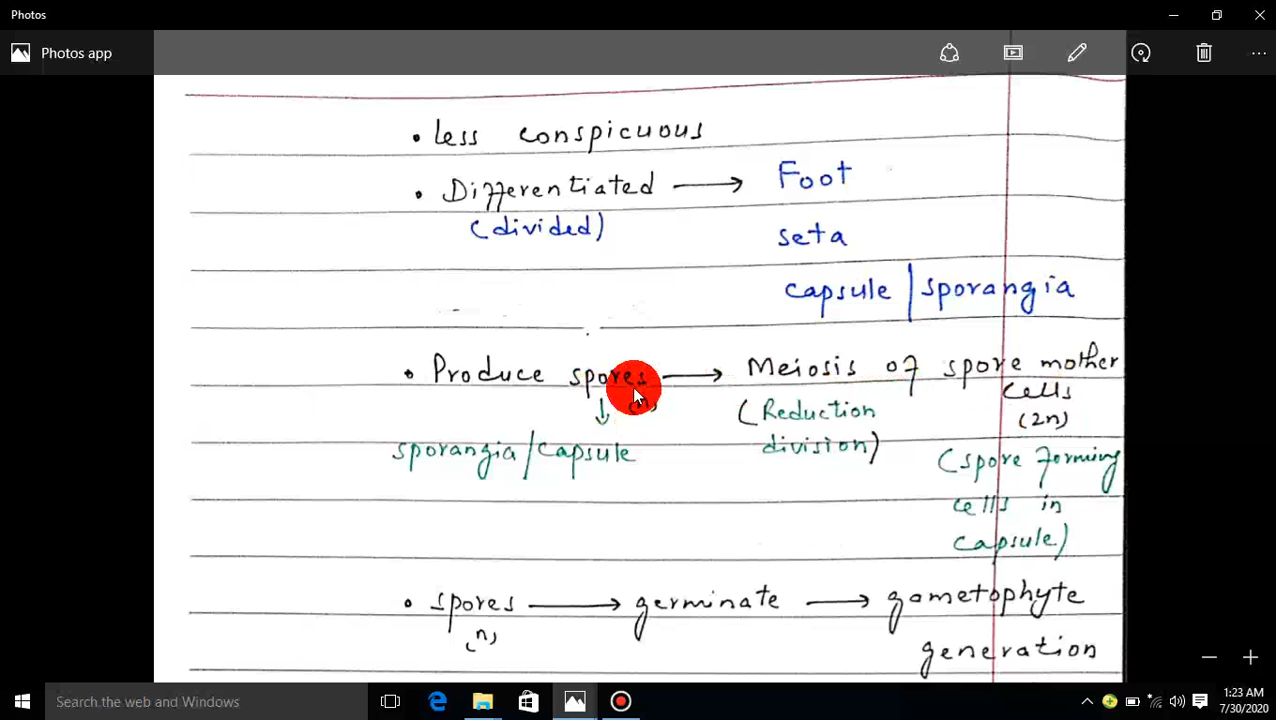 Photos
Photos app
• less conspicuous
• Differentiated → Foot
(divided)
seta
capsule | sporangia
• Produce spores → Meiosis of spore mother
↓ (n) (Reduction cells
(2n)
sporangia/capsule division) (spore forming
cells in
capsule)
• spores → germinate → gametophyte
(n)
generation
Search the web and Windows
1:23 AM
7/30/2020